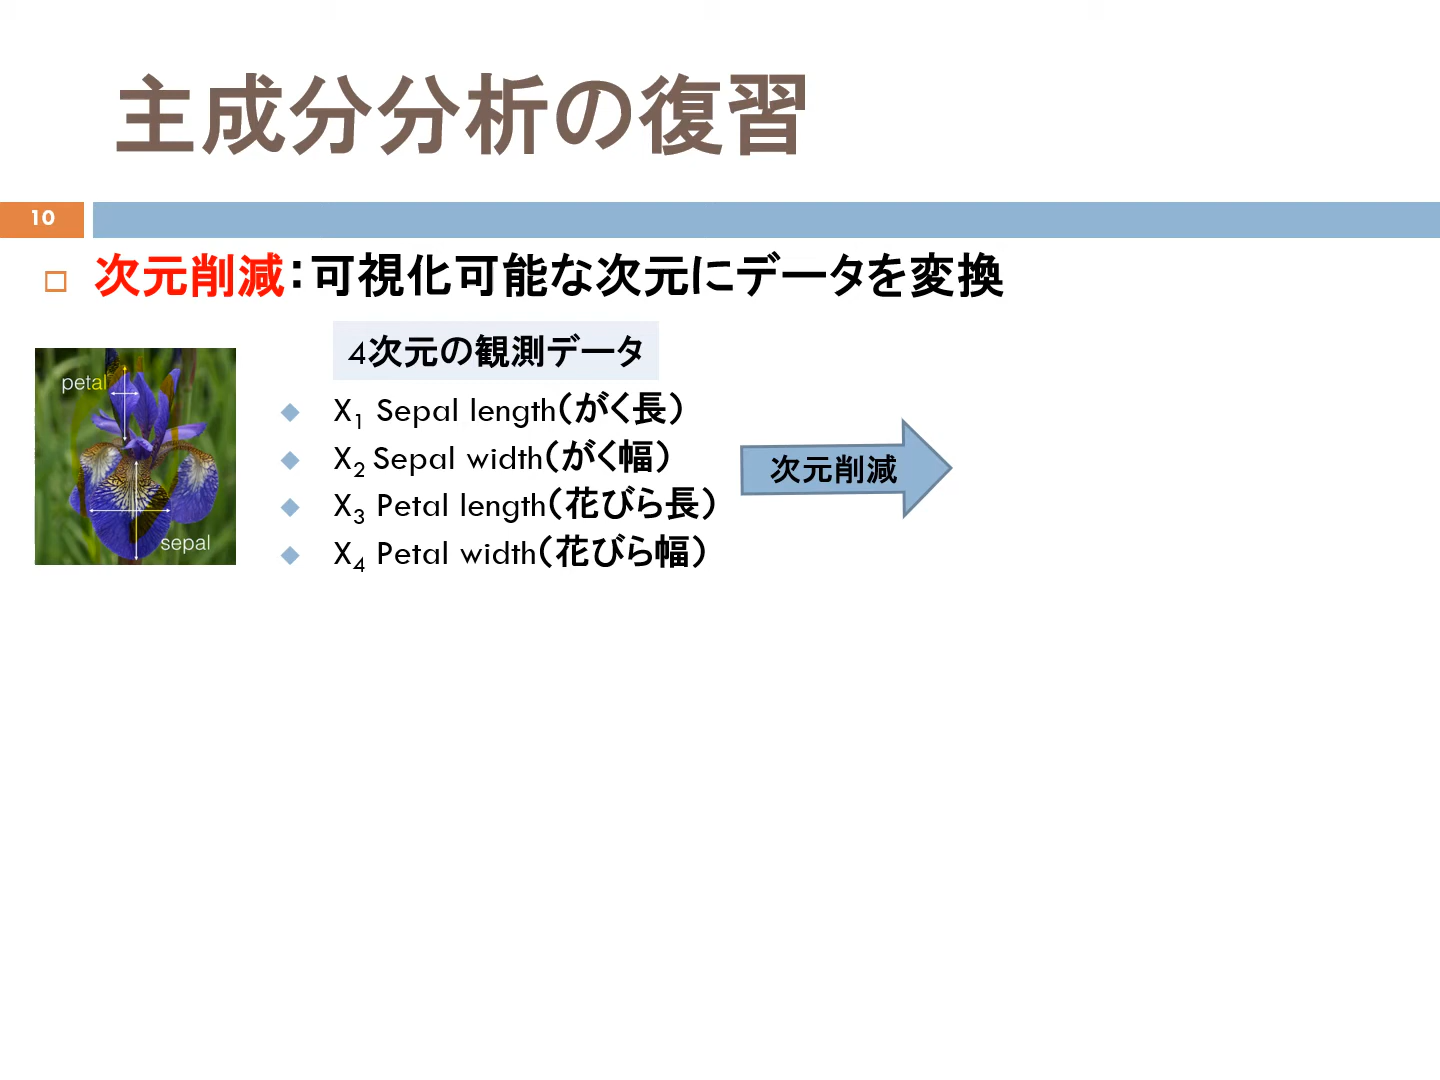 主成分分析の復習
10
次元削減：可視化可能な次元にデータを変換
4次元の観測データ
petal
sepal
X1 Sepal length（がく長）
X2 Sepal width（がく幅）
X3 Petal length（花びら長）
X4 Petal width（花びら幅）
次元削減